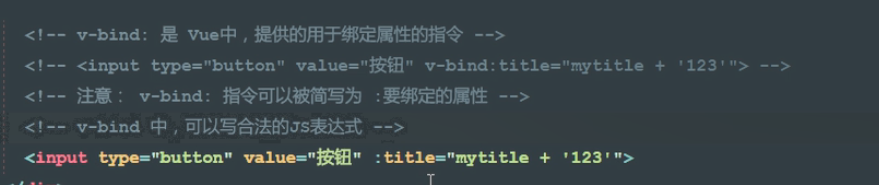 <!-- v-bind: 是 Vue中，提供的用于绑定属性的指令 -->
<!-- <input type="button" value="按钮" v-bind:title="mytitle + '123'"> -->
<!-- 注意： v-bind: 指令可以被简写为 :要绑定的属性 -->
<!-- v-bind 中，可以写合法的Js表达式 -->
<input type="button" value="按钮" :title="mytitle + '123'">